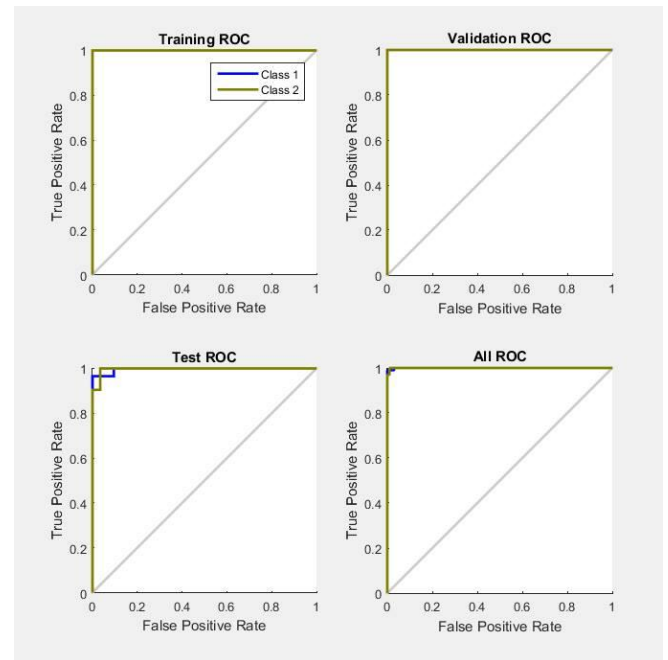 Training ROC
1
0.8
0.6
0.4
0.2
0
True Positive Rate
Class 1
Class 2
0 0.2 0.4 0.6 0.8 1
False Positive Rate
Validation ROC
1
0.8
0.6
0.4
0.2
0
True Positive Rate
0 0.2 0.4 0.6 0.8 1
False Positive Rate
Test ROC
1
0.8
0.6
0.4
0.2
0
True Positive Rate
0 0.2 0.4 0.6 0.8 1
False Positive Rate
All ROC
1
0.8
0.6
0.4
0.2
0
True Positive Rate
0 0.2 0.4 0.6 0.8 1
False Positive Rate